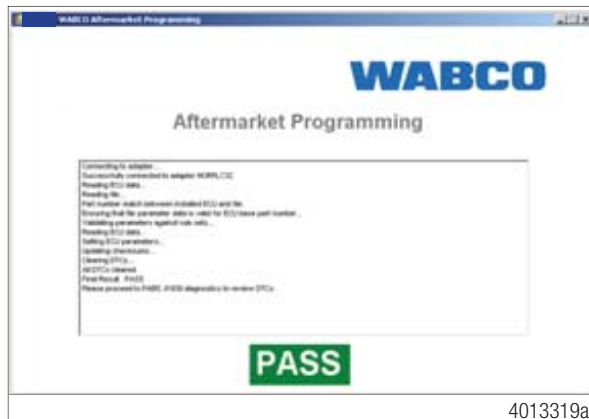 WABCO Aftermarket Programming
WABCO
Aftermarket Programming
Connecting to adapter...
Successfully connected to adapter
Reading ECU data...
Reading file...
Part number match between installed ECU and file.
Ensuring that file parameter data is valid for ECU base part number...
Validating parameters against rule sets...
Reading ECU data...
Setting ECU parameters...
Updating checksums...
Clearing DTCs...
All DTCs cleared.
Final Result: PASS
Please proceed to diagnostics to review DTCs.
PASS
4013319a